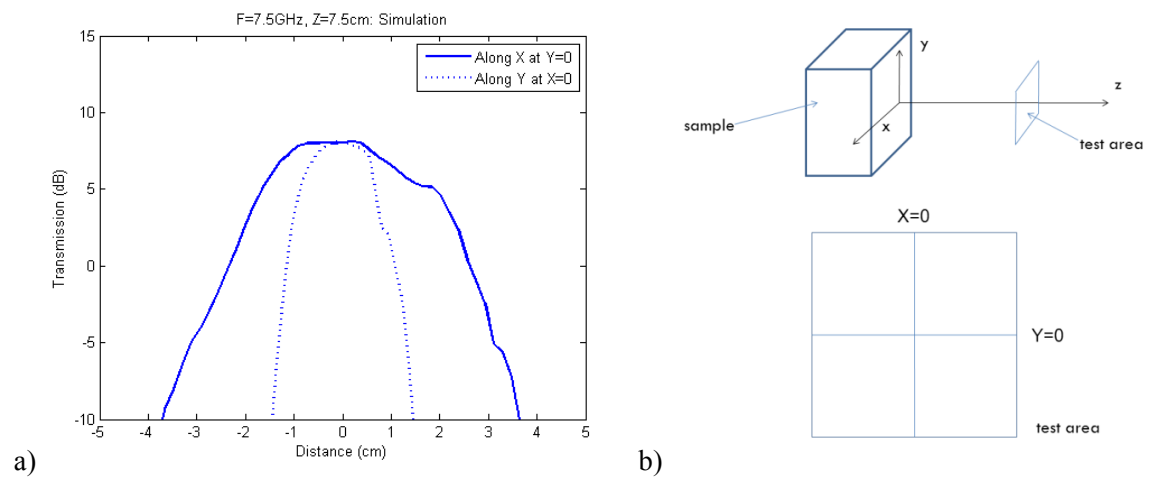 F=7.5GHz, Z=7.5cm: Simulation
15
10
5
0
-5
-10
Transmission (dB)
Along X at Y=0
Along Y at X=0
-5 -4 -3 -2 -1 0 1 2 3 4 5
Distance (cm)
a)
y
z
x
sample
test area
X=0
Y=0
test area
b)